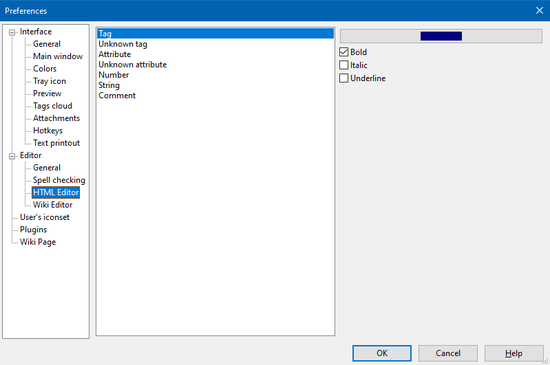 Preferences
Interface
General
Main window
Colors
Tray icon
Preview
Tags cloud
Attachments
Hotkeys
Text printout
Editor
General
Spell checking
HTML Editor
Wiki Editor
User's iconset
Plugins
Wiki Page
Tag
Unknown tag
Attribute
Unknown attribute
Number
String
Comment
Bold
Italic
Underline
OK
Cancel
Help